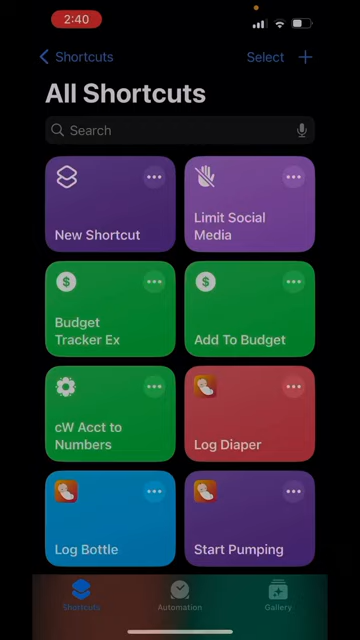 2:40
Shortcuts
Select
All Shortcuts
Search
New Shortcut
Limit Social
Media
Budget
Tracker Ex
Add To Budget
cW Acct to
Numbers
Log Diaper
Log Bottle
Start Pumping
Shortcuts
Automation
Gallery